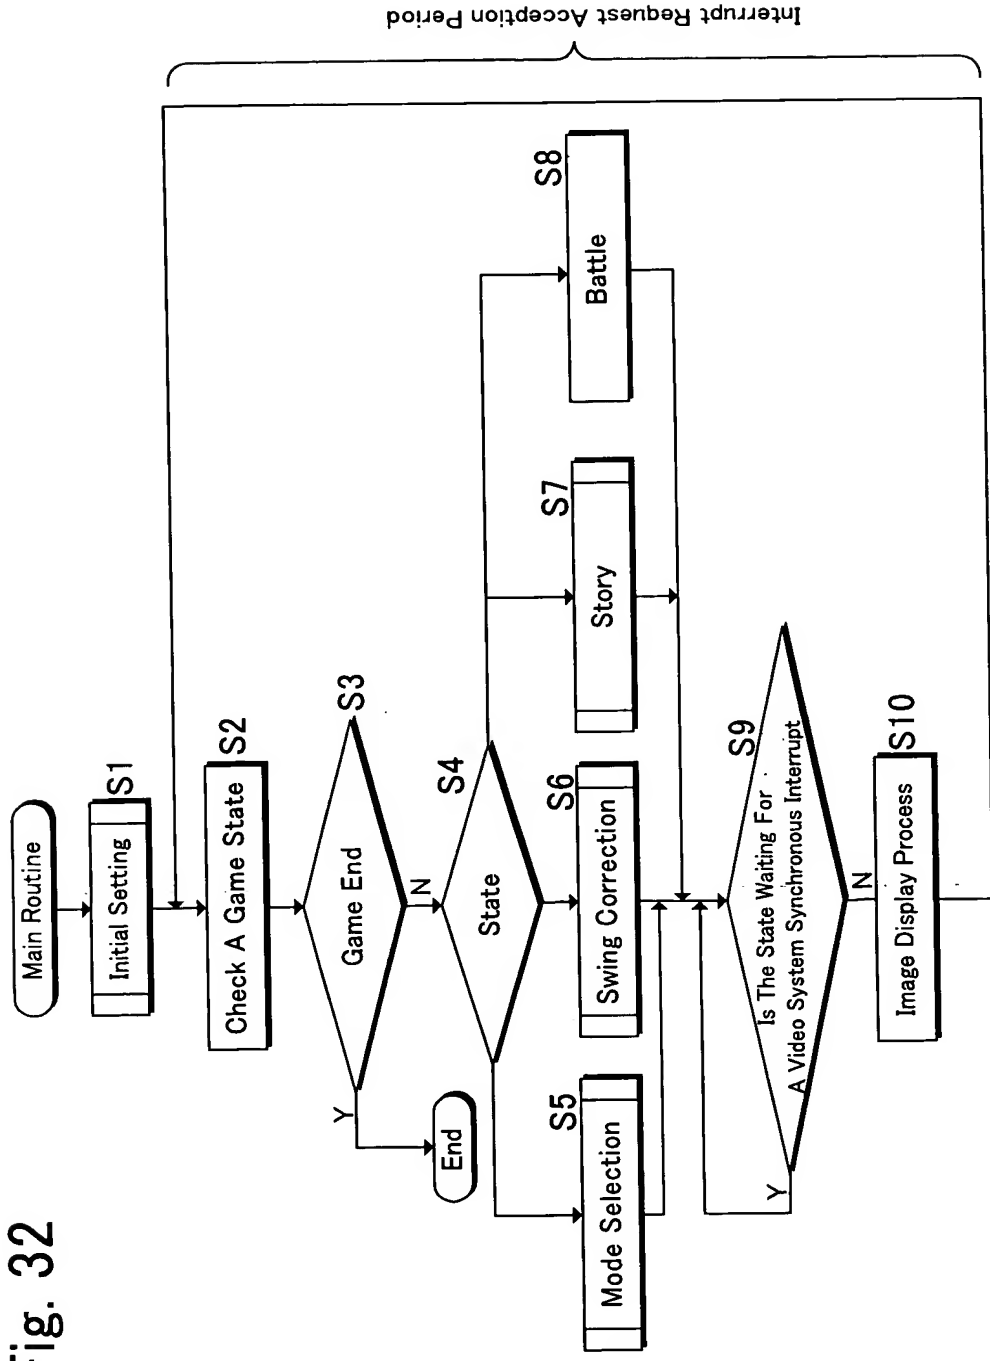 Fig. 32
Main Routine
Initial Setting
S1
Check A Game State
S2
Game End
S3
Y
N
End
State
S4
Mode Selection
S5
Swing Correction
S6
Story
S7
Battle
S8
Is The State Waiting For
A Video System Synchronous Interrupt
S9
Y
N
Image Display Process
S10
Interrupt Request Acception Period